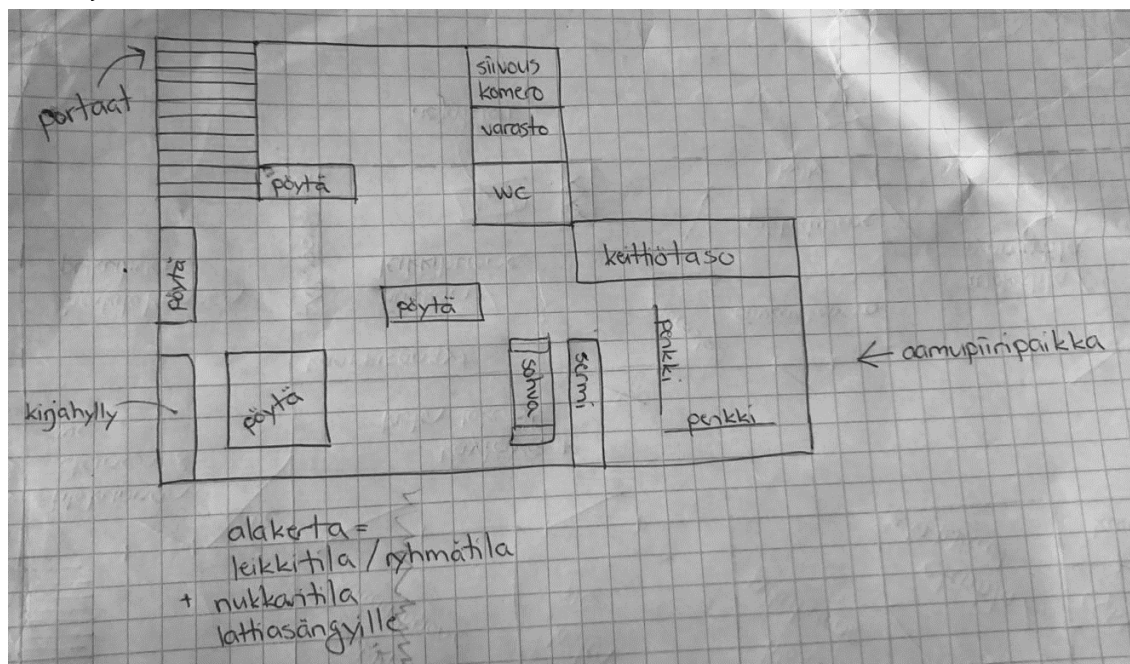 portaat
siivous
komero
varasto
WC
pöytä
keittiötaso
pöytä
pöytä
penkki
aamupiiripaikka
sohva
sermi
kirjahylly
pöytä
penkki
alakerta =
leikkitila / ryhmätila
+ nukkaritila
lattiasängyille